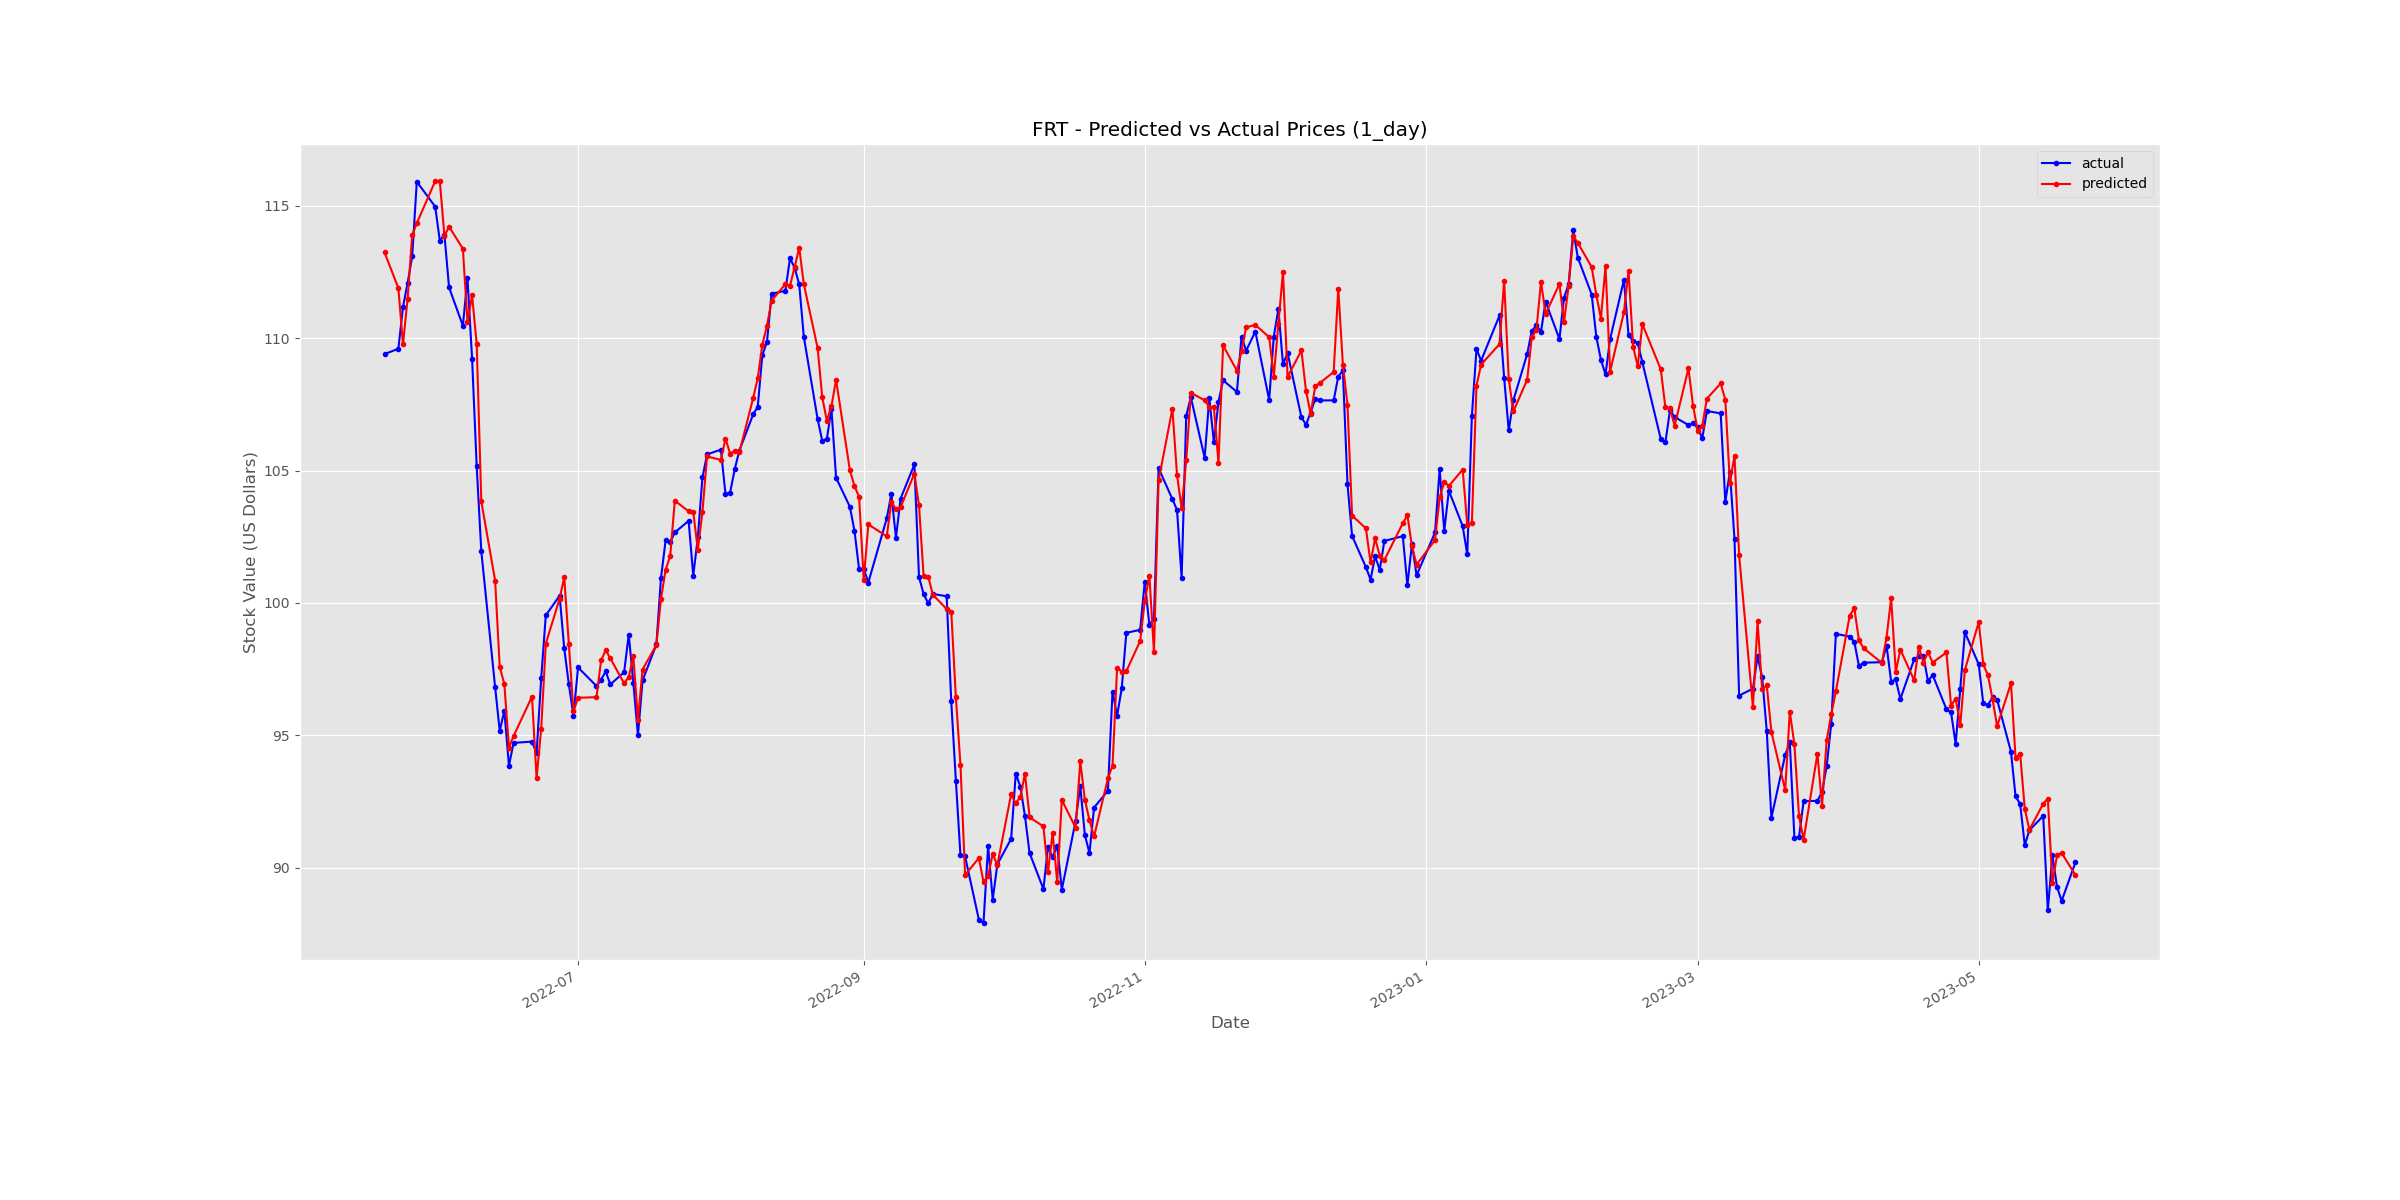 FRT - Predicted vs Actual Prices (1_day)
actual
predicted
Stock Value (US Dollars)
115
110
105
100
95
90
2022-07
2022-09
2022-11
2023-01
2023-03
2023-05
Date